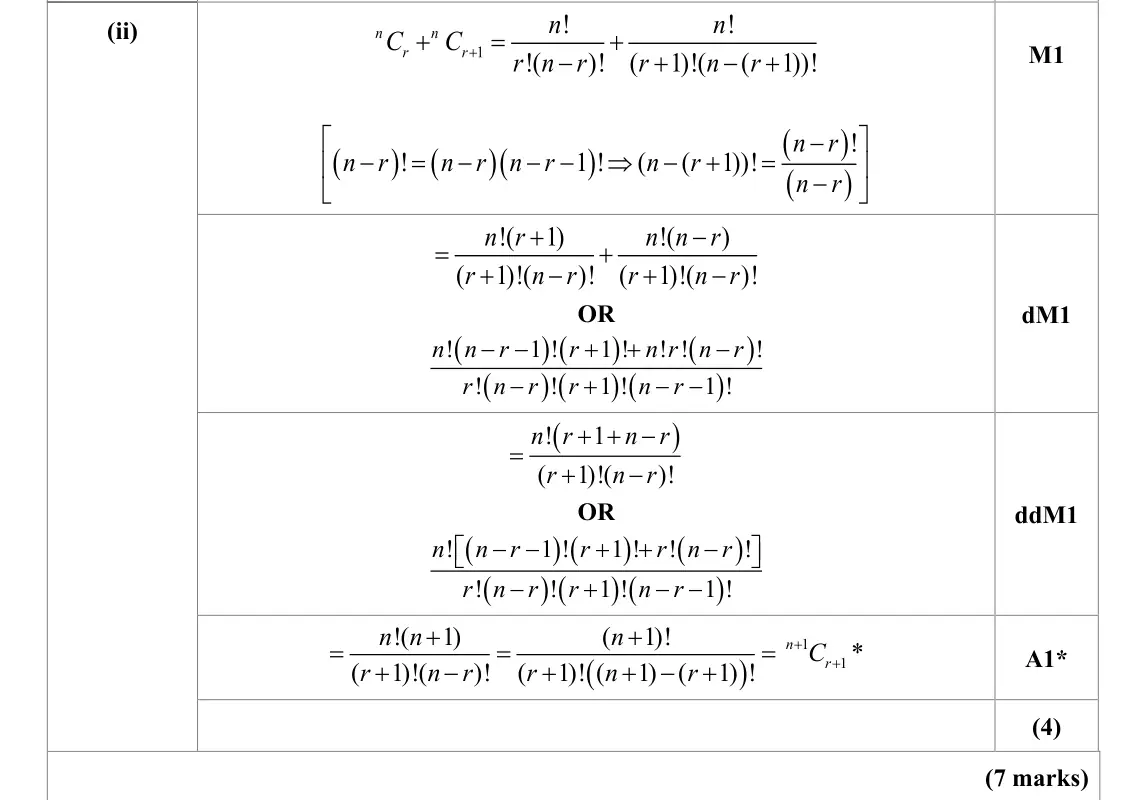 (ii)
ⁿCᵣ + ⁿCᵣ₊₁ = n!/(r!(n − r)!) + n!/((r + 1)!(n − (r + 1))!)
M1
[(n − r)! = (n − r)(n − r − 1)! ⇒ (n − (r + 1))! = (n − r)!/(n − r)]
= n!(r + 1)/((r + 1)!(n − r)!) + n!(n − r)/((r + 1)!(n − r)!)
OR
dM1
(n!(n − r − 1)!(r + 1)! + n!r!(n − r)!)/(r!(n − r)!(r + 1)!(n − r − 1)!)
= n!(r + 1 + n − r)/((r + 1)!(n − r)!)
OR
ddM1
n![(n − r − 1)!(r + 1)! + r!(n − r)!]/(r!(n − r)!(r + 1)!(n − r − 1)!)
= n!(n + 1)/((r + 1)!(n − r)!) = (n + 1)!/((r + 1)!((n + 1) − (r + 1))!) = ⁿ⁺¹Cᵣ₊₁ *
A1*
(4)
(7 marks)